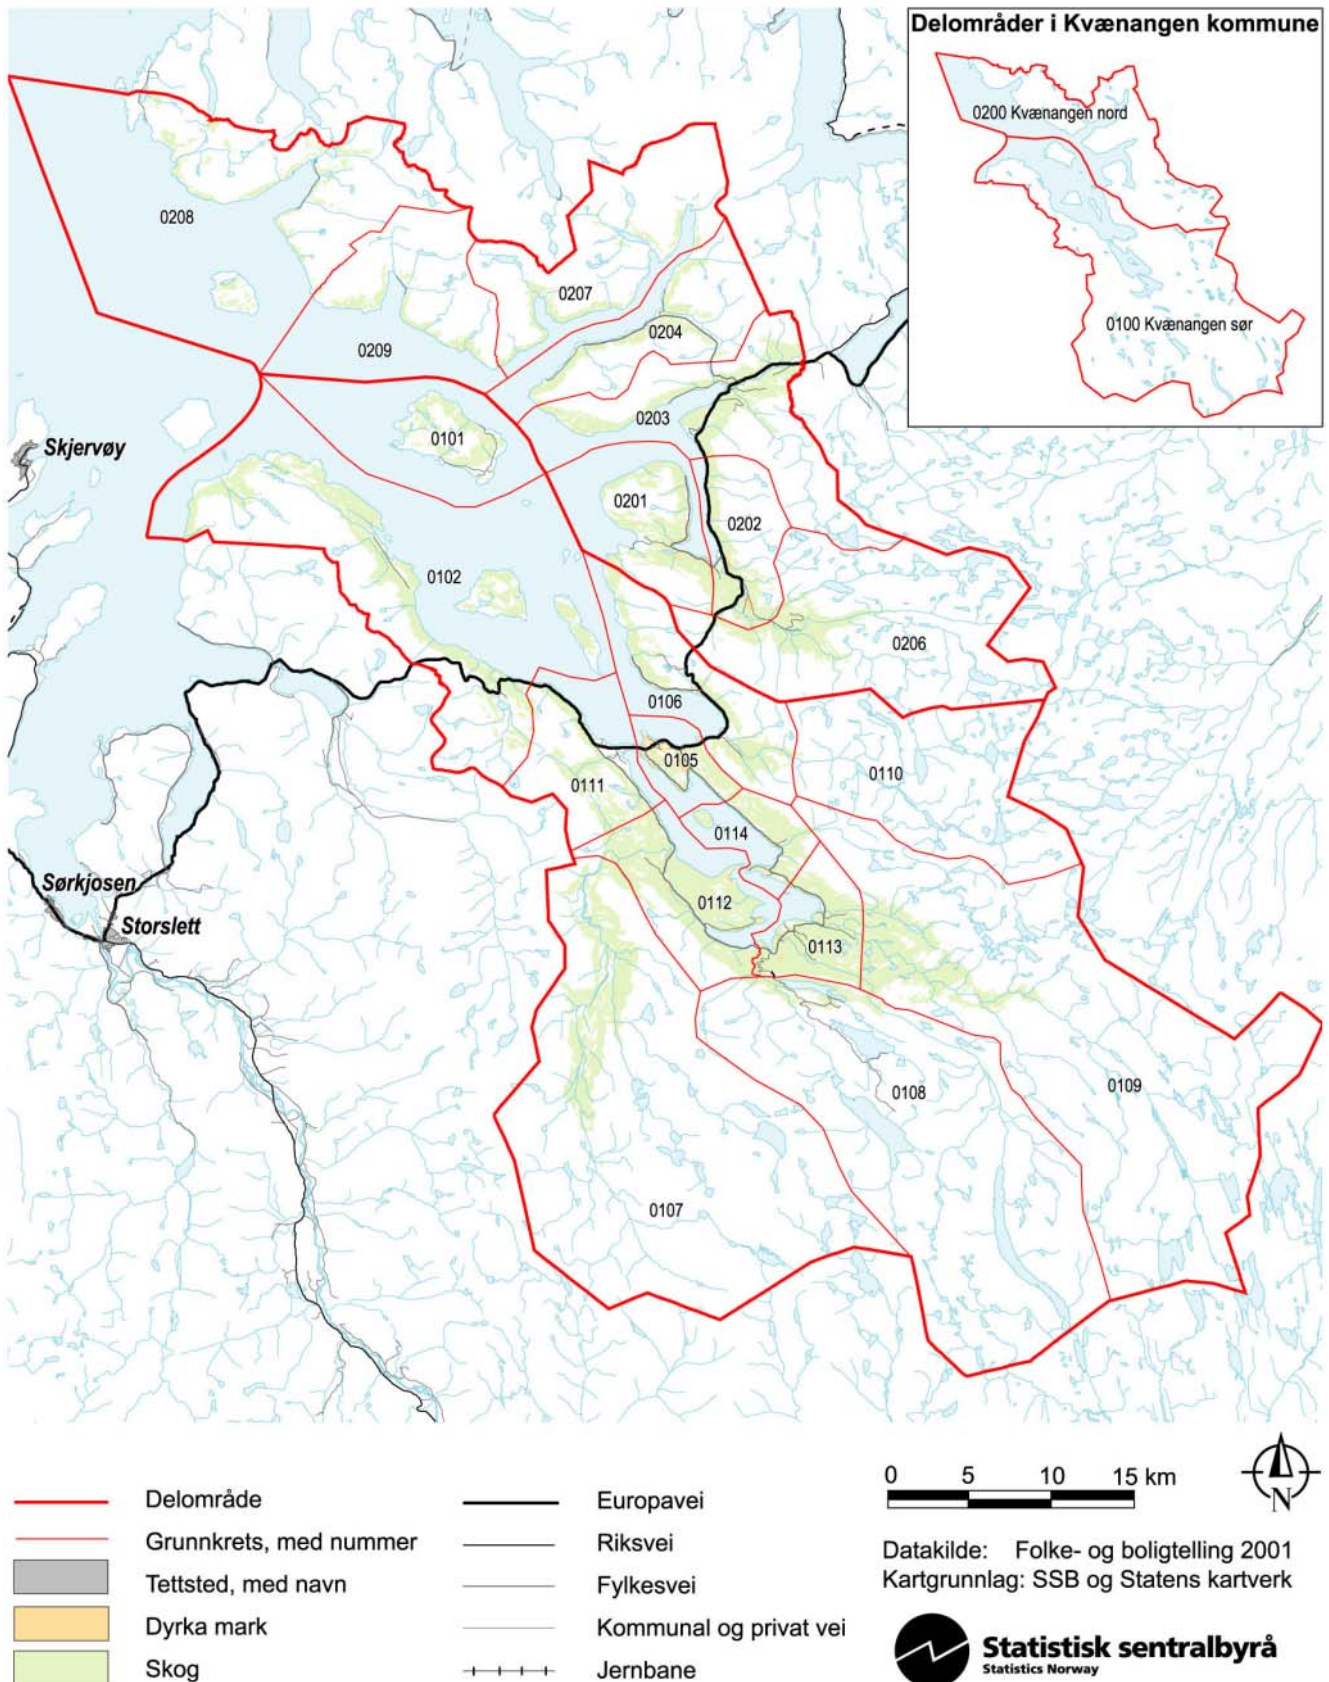 Delområder i Kvænangen kommune
0200 Kvænangen nord
0100 Kvænangen sør
0208
0207
0204
0209
0203
0101
Skjervøy
0201
0202
0102
0206
0106
0105
0110
0111
0114
Sørkjosen
0112
Storslett
0113
0108
0109
0107
Delområde
Grunnkrets, med nummer
Tettsted, med navn
Dyrka mark
Skog
Europavei
Riksvei
Fylkesvei
Kommunal og privat vei
Jernbane
0 5 10 15 km
N
Datakilde: Folke- og boligtelling 2001
Kartgrunnlag: SSB og Statens kartverk
Statistisk sentralbyrå
Statistics Norway